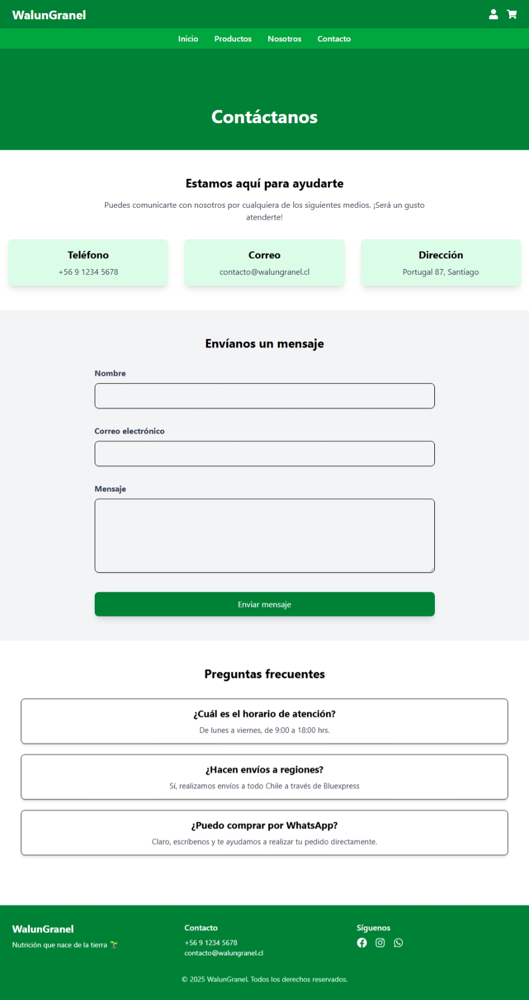 WalunGranel
Inicio Productos Nosotros Contacto
Contáctanos
Estamos aquí para ayudarte
Puedes comunicarte con nosotros por cualquiera de los siguientes medios. ¡Será un gusto
atenderte!
Teléfono
+56 9 1234 5678
Correo
contacto@walungranel.cl
Dirección
Portugal 87, Santiago
Envíanos un mensaje
Nombre
Correo electrónico
Mensaje
Enviar mensaje
Preguntas frecuentes
¿Cuál es el horario de atención?
De lunes a viernes, de 9:00 a 18:00 hrs.
¿Hacen envíos a regiones?
Sí, realizamos envíos a todo Chile a través de Bluexpress
¿Puedo comprar por WhatsApp?
Claro, escríbenos y te ayudamos a realizar tu pedido directamente.
WalunGranel
Nutrición que nace de la tierra 🌱
Contacto
+56 9 1234 5678
contacto@walungranel.cl
Síguenos
© 2025 WalunGranel. Todos los derechos reservados.